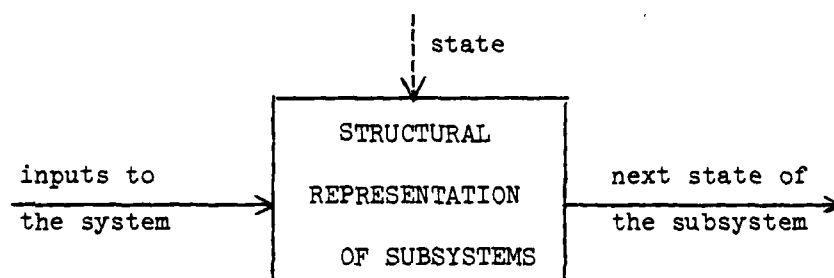 state
STRUCTURAL
inputs to
the system
REPRESENTATION
next state of
the subsystem
OF SUBSYSTEMS